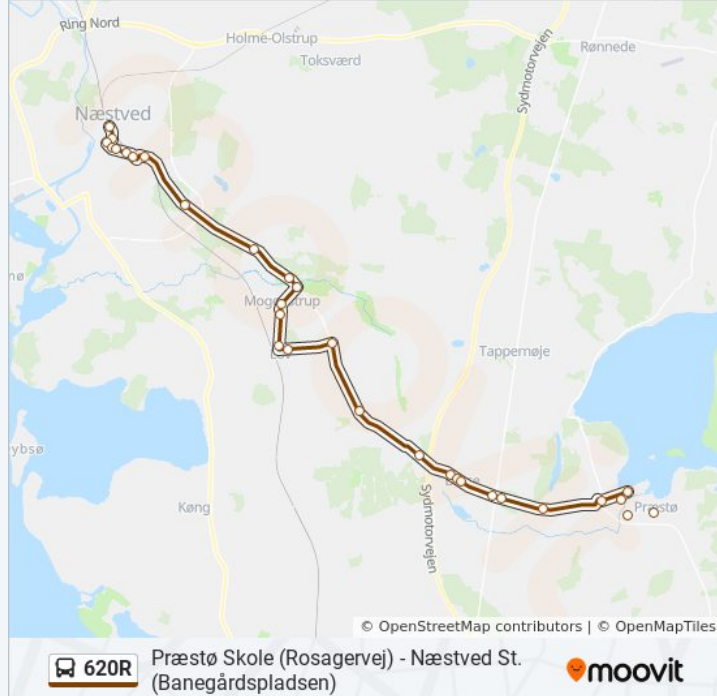 Ring Nord
Holme-Olstrup
Toksværd
Rønnede
Sydmotorvejen
Næstved
Tappernøje
Køng
Sydmotorvejen
Præstø
© OpenStreetMap contributors | © OpenMapTiles
620R
Præstø Skole (Rosagervej) - Næstved St.
(Banegårdspladsen)
moovit